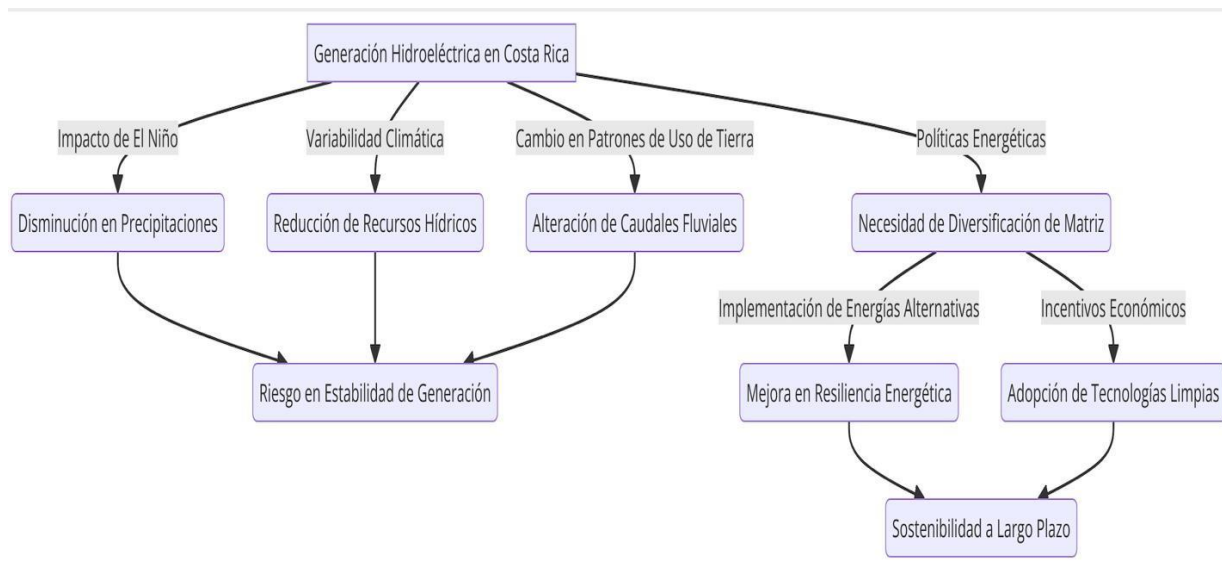 Generación Hidroeléctrica en Costa Rica
Impacto de El Niño
Variabilidad Climática
Cambio en Patrones de Uso de Tierra
Políticas Energéticas
Disminución en Precipitaciones
Reducción de Recursos Hídricos
Alteración de Caudales Fluviales
Necesidad de Diversificación de Matriz
Implementación de Energías Alternativas
Incentivos Económicos
Riesgo en Estabilidad de Generación
Mejora en Resiliencia Energética
Adopción de Tecnologías Limpias
Sostenibilidad a Largo Plazo